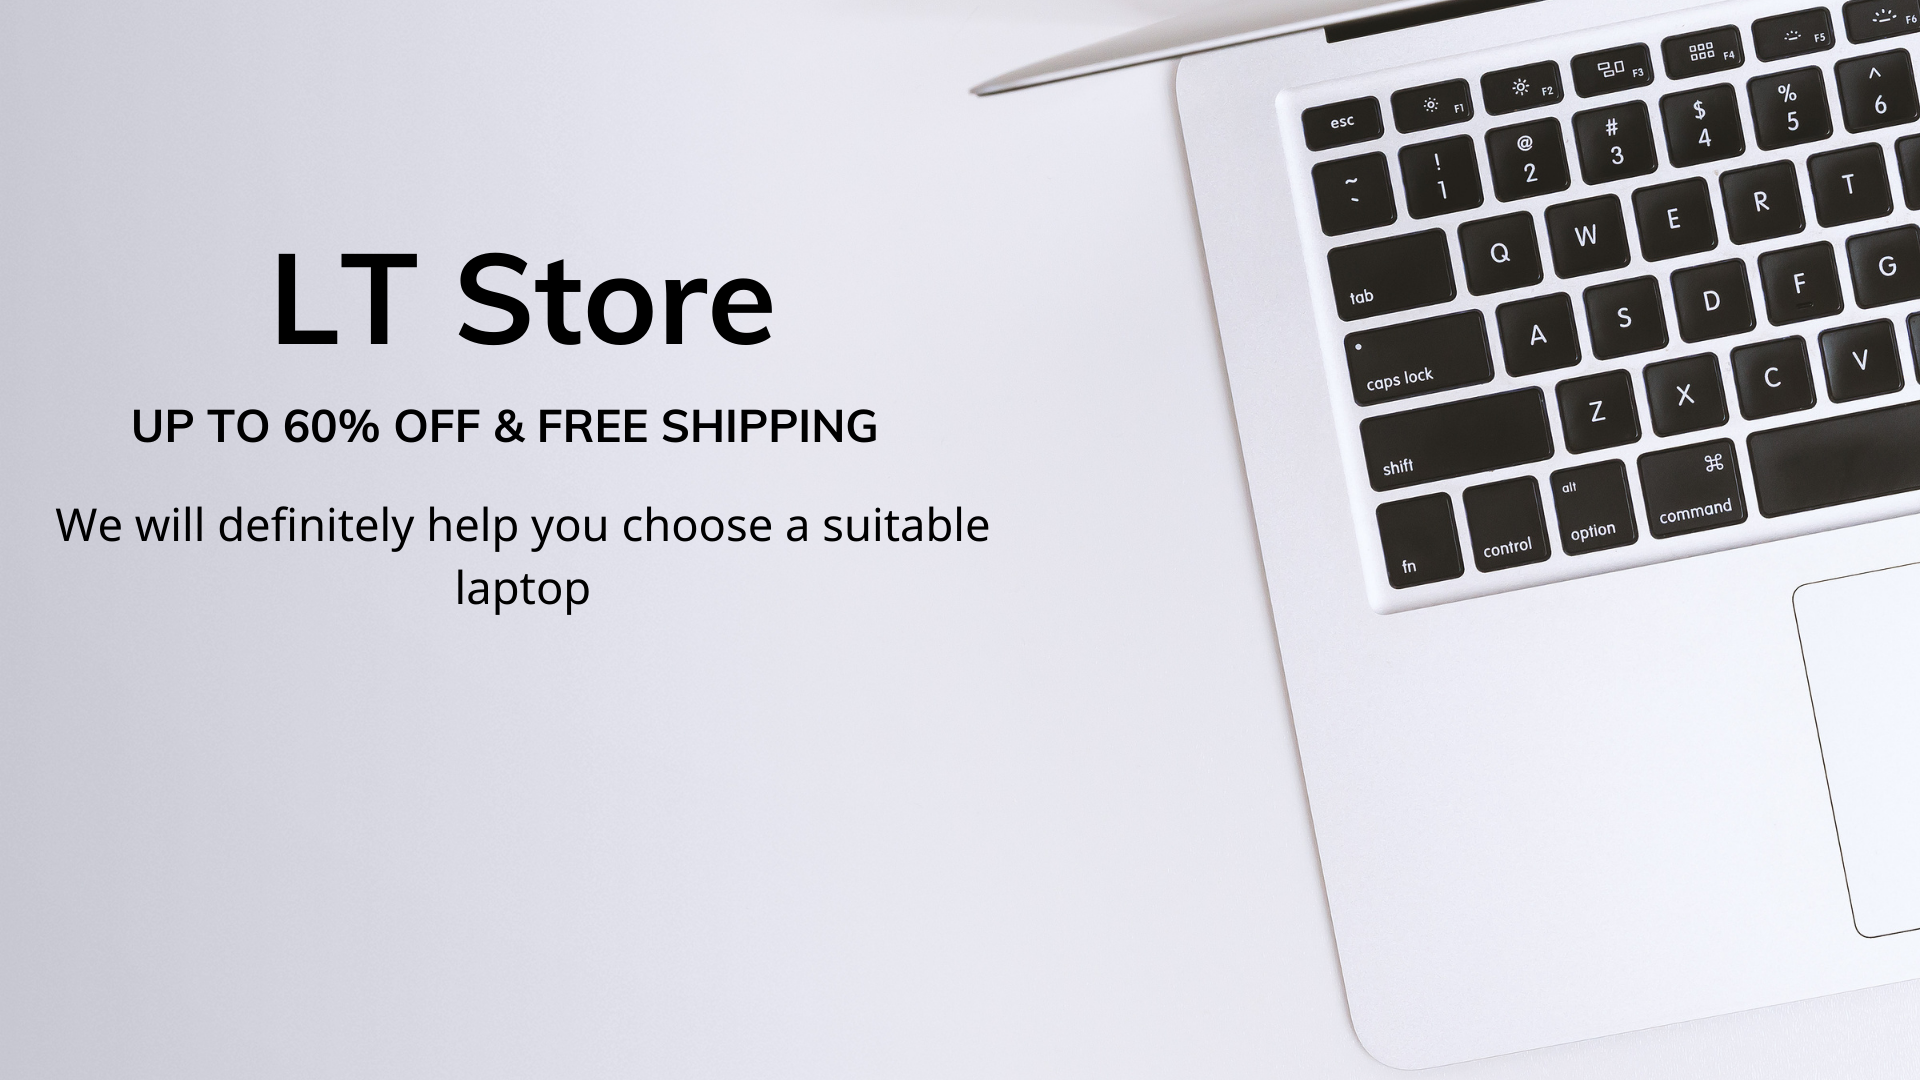 LT Store
UP TO 60% OFF & FREE SHIPPING
We will definitely help you choose a suitable
laptop
esc F1 F2 F3 F4 F5 F6
~ ` ! 1 @ 2 # 3 $ 4 % 5 ^ 6
tab Q W E R T
caps lock A S D F G
shift Z X C V
fn control alt option ⌘ command